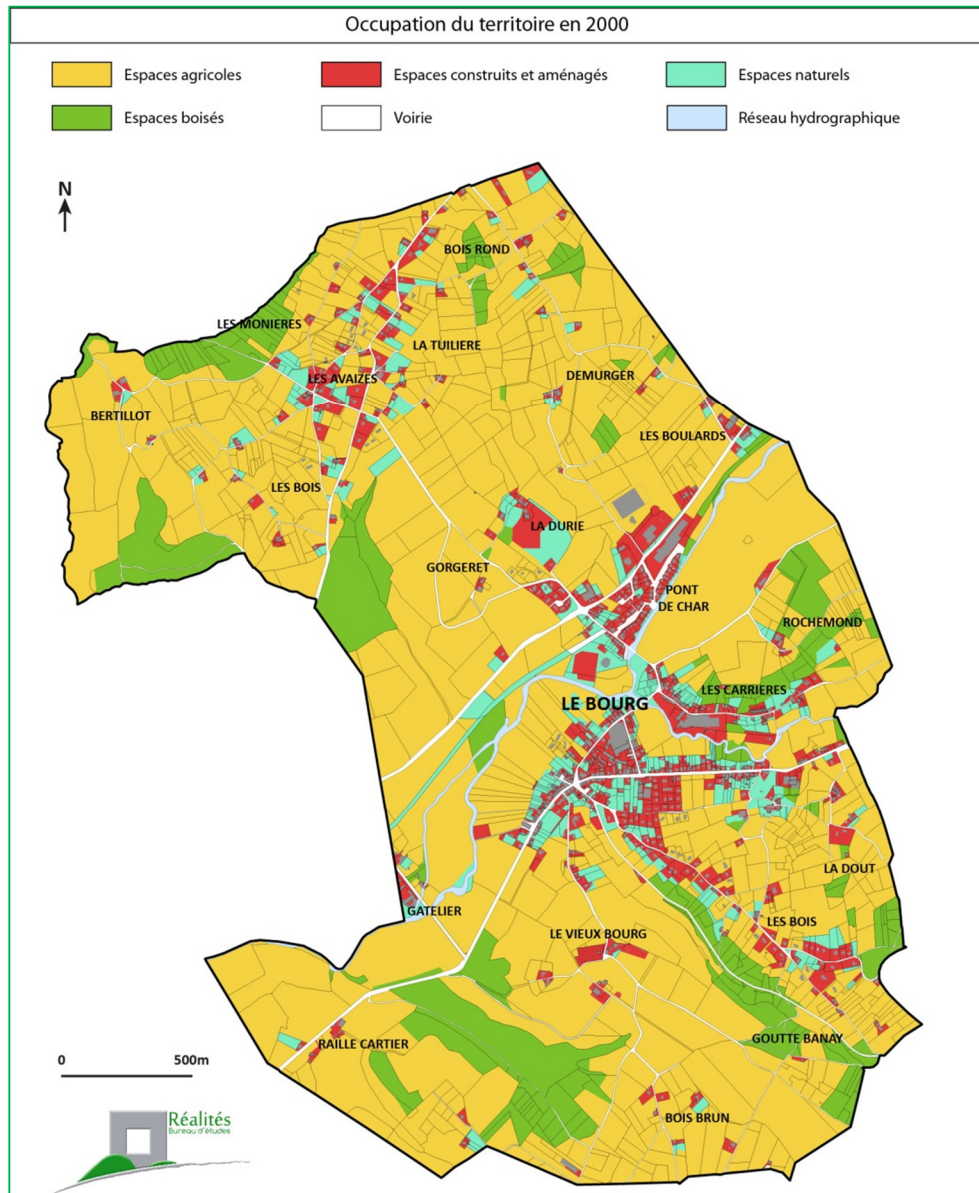 Occupation du territoire en 2000
Espaces agricoles
Espaces construits et aménagés
Espaces naturels
Espaces boisés
Voirie
Réseau hydrographique
N
BOIS ROND
LES MONIERES
LA TUILIERE
LES AVAIZES
DEMURGER
BERTILLOT
LES BOULARDS
LES BOIS
LA DURIE
GORGERET
PONT
DE CHAR
ROCHEMOND
LES CARRIERES
LE BOURG
LA DOUT
GATELIER
LES BOIS
LE VIEUX BOURG
RAILLE CARTIER
GOUTTE BANAY
BOIS BRUN
0 500m
Réalités
Bureau d'études